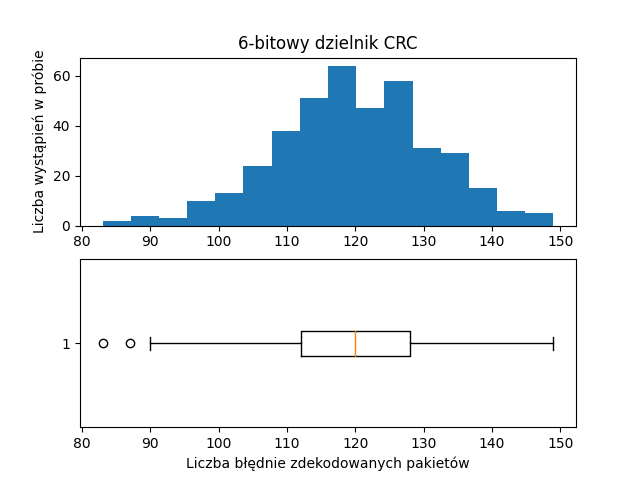 6-bitowy dzielnik CRC
Liczba wystąpień w próbie
60
40
20
0
80 90 100 110 120 130 140 150
1
80 90 100 110 120 130 140 150
Liczba błędnie zdekodowanych pakietów